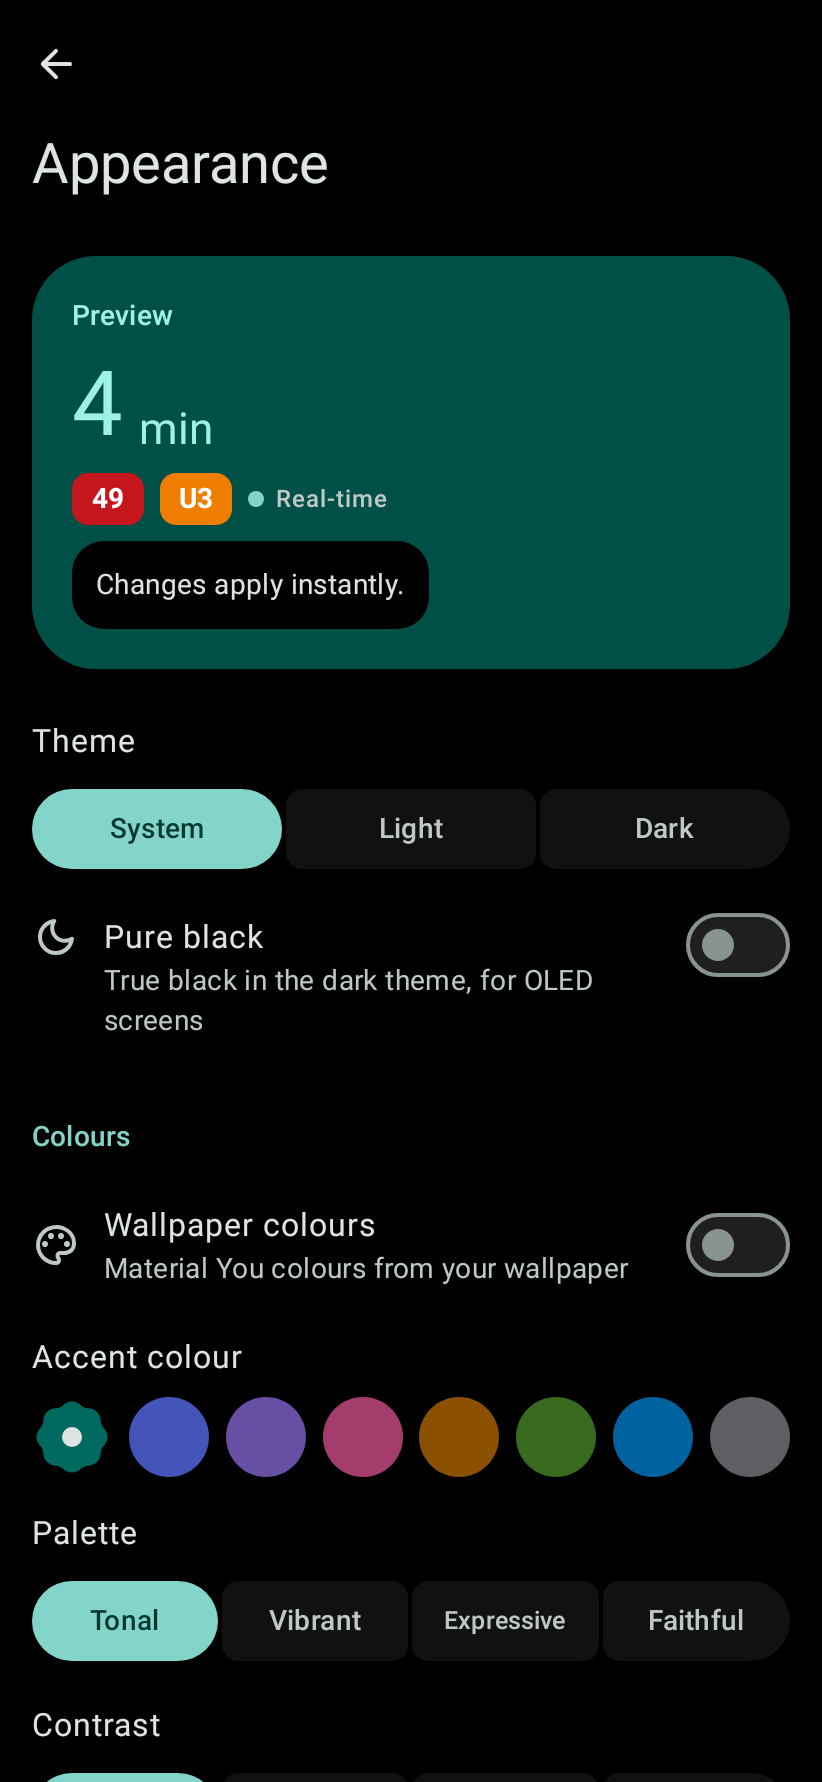 Appearance
Preview
4 min
49 U3 Real-time
Changes apply instantly.
Theme
System Light Dark
Pure black
True black in the dark theme, for OLED
screens
Colours
Wallpaper colours
Material You colours from your wallpaper
Accent colour
Palette
Tonal Vibrant Expressive Faithful
Contrast